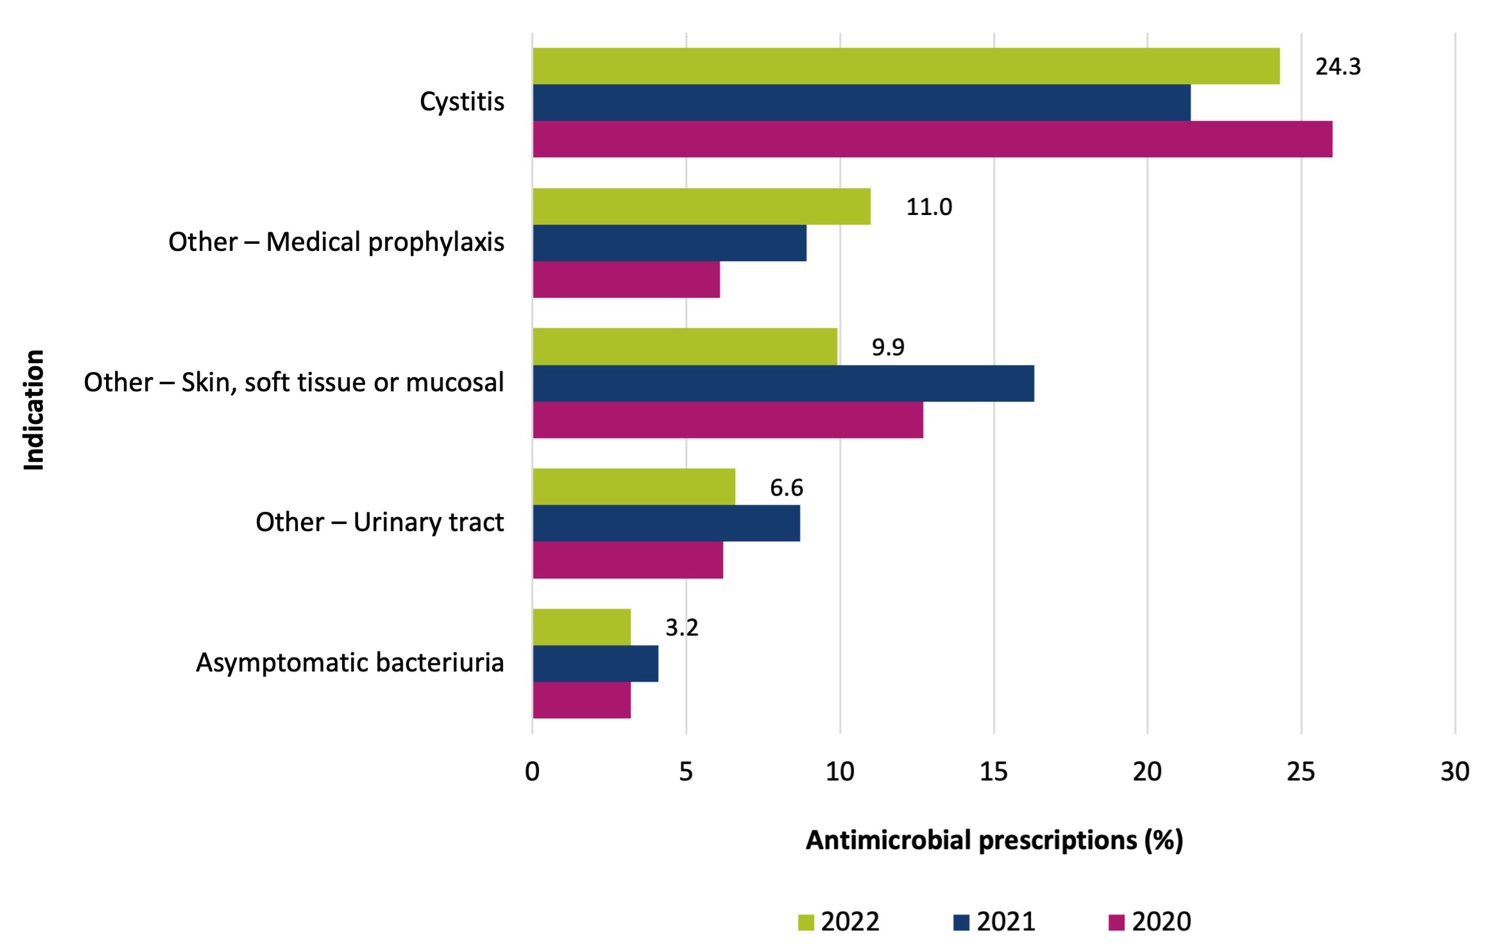 Cystitis
24.3
Other – Medical prophylaxis
11.0
Other – Skin, soft tissue or mucosal
9.9
Other – Urinary tract
6.6
Asymptomatic bacteriuria
3.2
Indication
0 5 10 15 20 25 30
Antimicrobial prescriptions (%)
2022 2021 2020